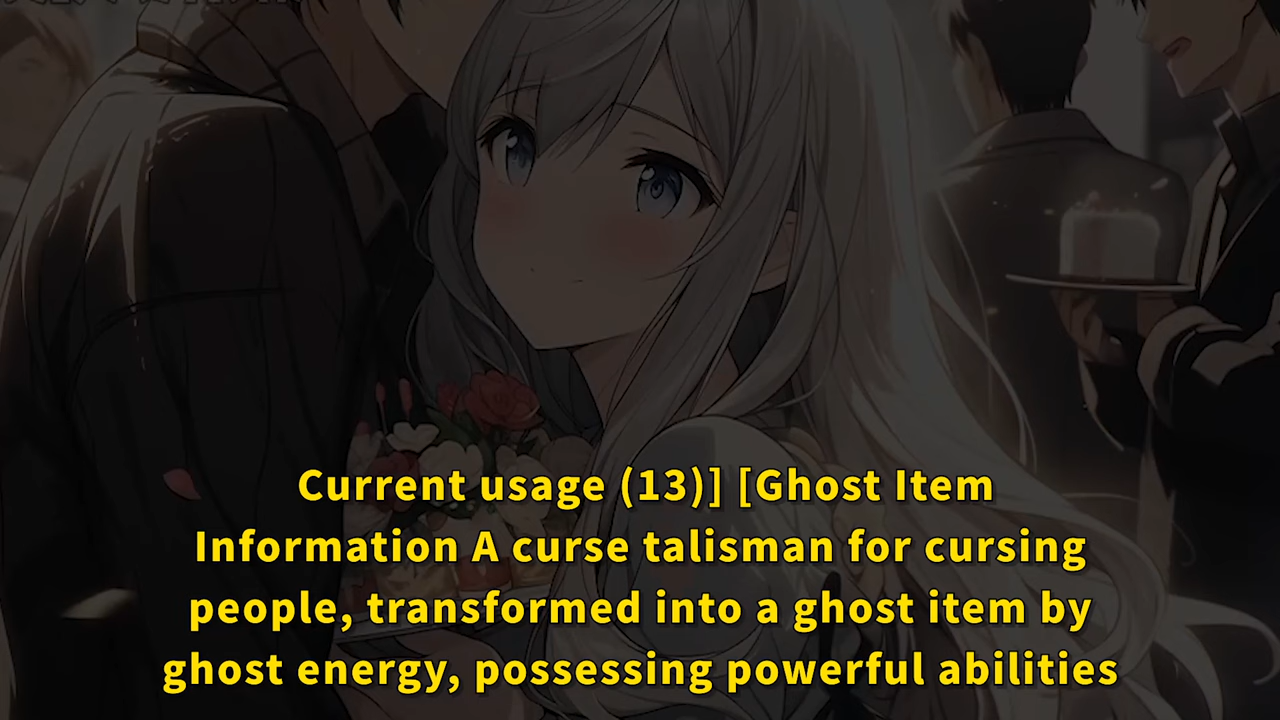 Current usage (13)] [Ghost Item
Information A curse talisman for cursing
people, transformed into a ghost item by
ghost energy, possessing powerful abilities